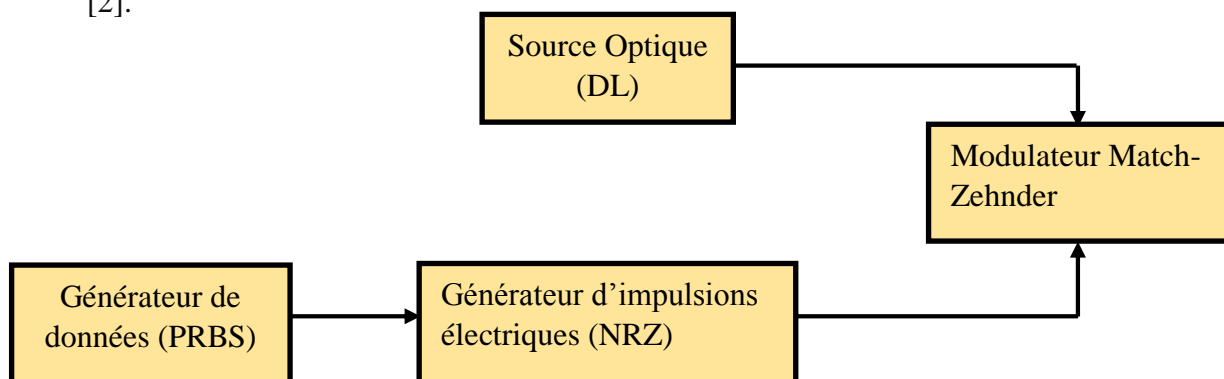 [2].
Source Optique
(DL)
Modulateur Match-
Zehnder
Générateur de
données (PRBS)
Générateur d’impulsions
électriques (NRZ)